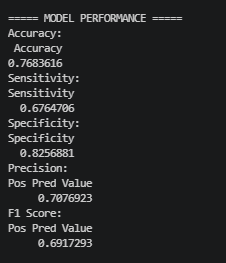 ===== MODEL PERFORMANCE =====
Accuracy:
 Accuracy
0.7683616
Sensitivity:
Sensitivity
  0.6764706
Specificity:
Specificity
  0.8256881
Precision:
Pos Pred Value
     0.7076923
F1 Score:
Pos Pred Value
     0.6917293